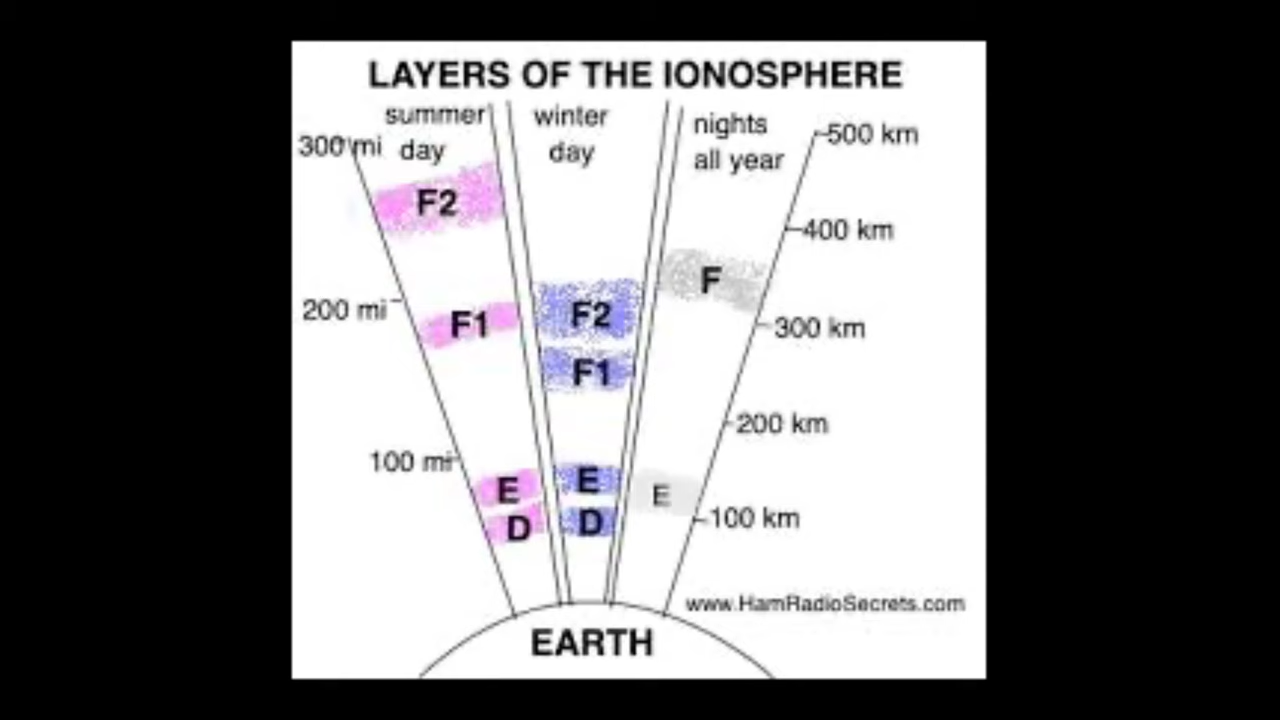 LAYERS OF THE IONOSPHERE
summer
day
winter
day
nights
all year
300 mi
200 mi
100 mi
500 km
400 km
300 km
200 km
100 km
F2
F1
E
D
F2
F1
E
D
F
E
www.HamRadioSecrets.com
EARTH